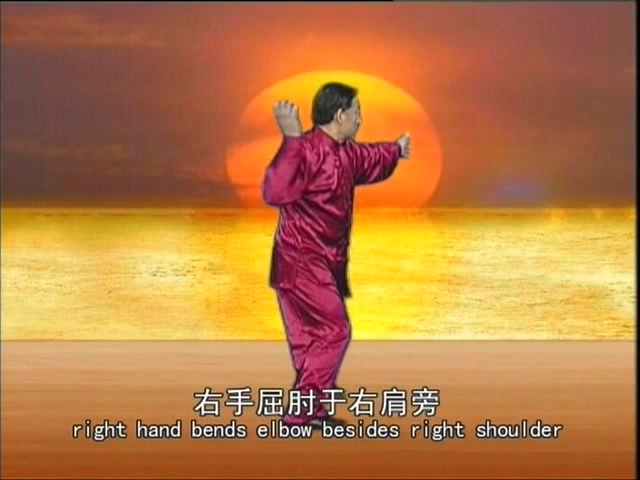 右手屈肘于右肩旁
right hand bends elbow besides right shoulder